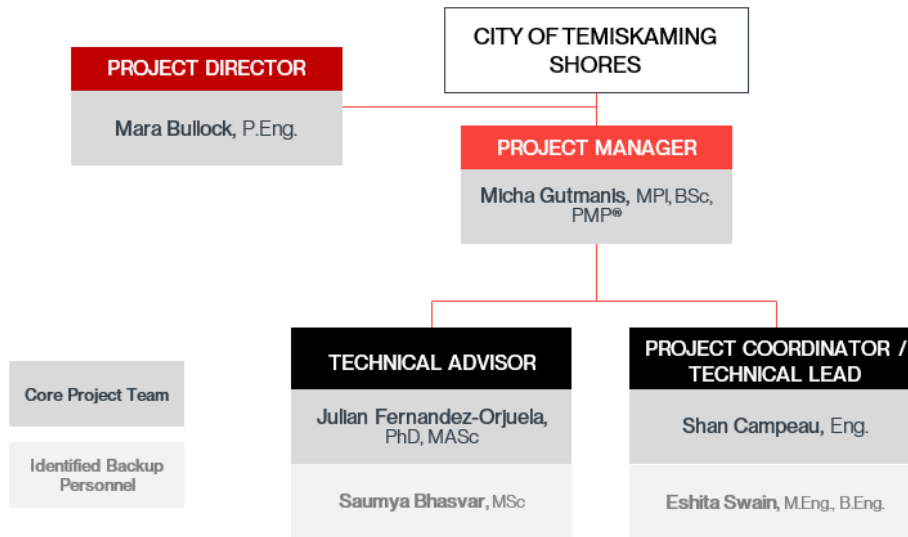 CITY OF TEMISKAMING
SHORES
PROJECT DIRECTOR
Mara Bullock, P.Eng.
PROJECT MANAGER
Micha Gutmanis, MPI, BSc,
PMP®
TECHNICAL ADVISOR
Julian Fernandez-Orjuela,
PhD, MASc
Saumya Bhasvar, MSc
PROJECT COORDINATOR /
TECHNICAL LEAD
Shan Campeau, Eng.
Eshita Swain, M.Eng., B.Eng.
Core Project Team
Identified Backup
Personnel